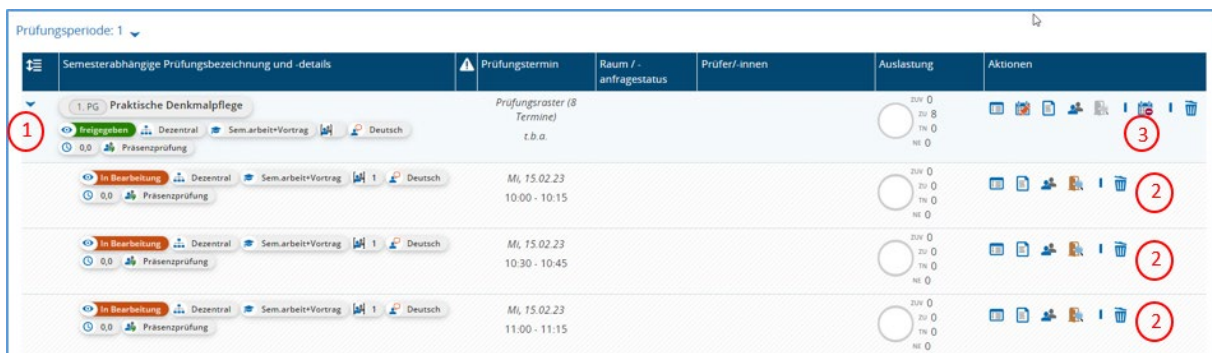 Prüfungsperiode: 1
Semesterabhängige Prüfungsbezeichnung und -details Prüfungstermin Raum / -anfragestatus Prüfer/-innen Auslastung Aktionen
1. PG Praktische Denkmalpflege Prüfungsraster (8 Termine) ZUV 0
freigegeben Dezentral Sem.arbeit+Vortrag Deutsch t.b.a. ZU 8
0,0 Präsenzprüfung TN 0
NE 0
1 3
In Bearbeitung Dezentral Sem.arbeit+Vortrag 1 Deutsch Mi, 15.02.23 ZUV 0
0,0 Präsenzprüfung 10:00 - 10:15 ZU 0
TN 0
NE 0
2
In Bearbeitung Dezentral Sem.arbeit+Vortrag 1 Deutsch Mi, 15.02.23 ZUV 0
0,0 Präsenzprüfung 10:30 - 10:45 ZU 0
TN 0
NE 0
2
In Bearbeitung Dezentral Sem.arbeit+Vortrag 1 Deutsch Mi, 15.02.23 ZUV 0
0,0 Präsenzprüfung 11:00 - 11:15 ZU 0
TN 0
NE 0
2